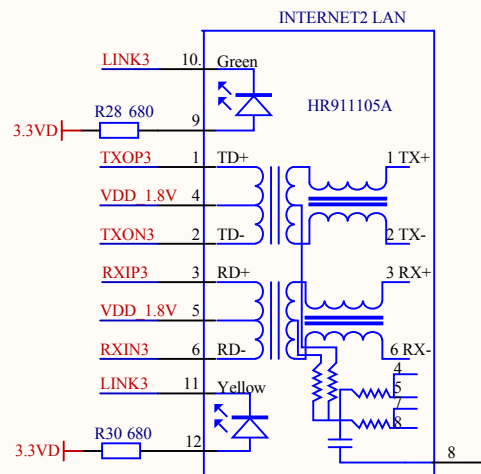 INTERNET2 LAN
LINK3 10. Green
HR911105A
R28 680
3.3VD 9
TXOP3 1 TD+ 1 TX+
VDD_1.8V 4
TXON3 2 TD- 2 TX-
RXIP3 3 RD+ 3 RX+
VDD_1.8V 5
RXIN3 6 RD- 6 RX-
4
LINK3 11 Yellow 5
7
8
R30 680
3.3VD 12 8